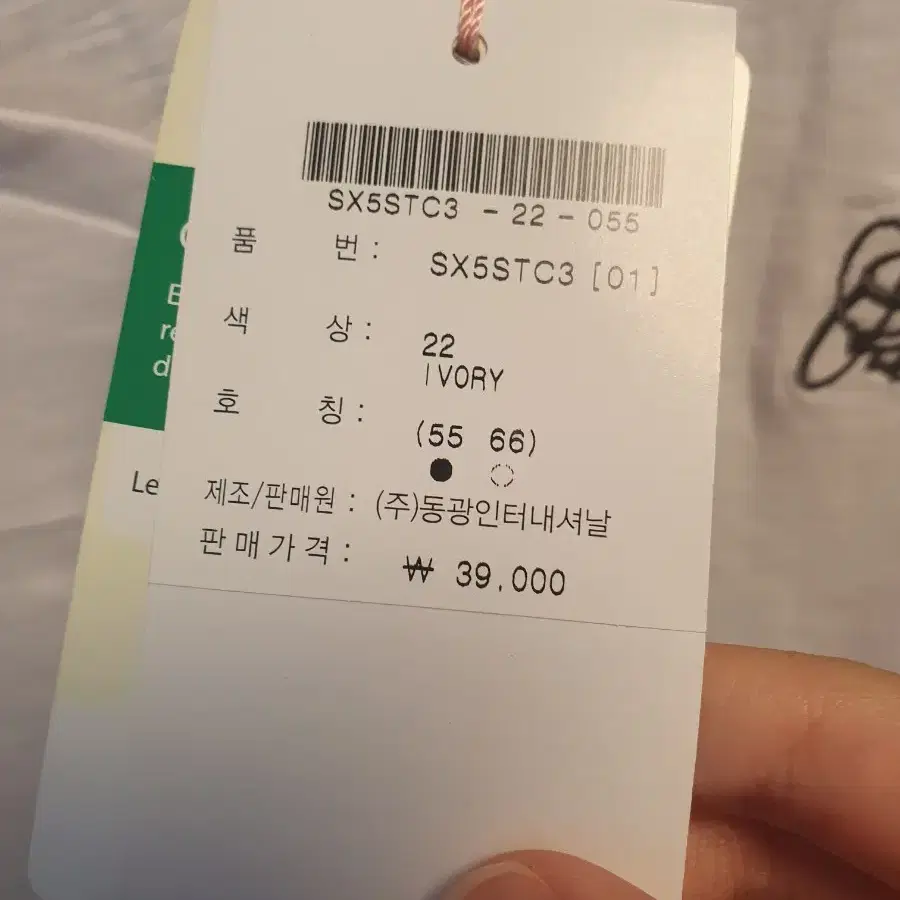 SX5STC3 - 22 - 055
품 번 : SX5STC3 [01]
색 상 : 22
IVORY
호 칭 : (55 66)
제조/판매원 : (주)동광인터내셔날
판매가격 : ₩ 39,000
Le